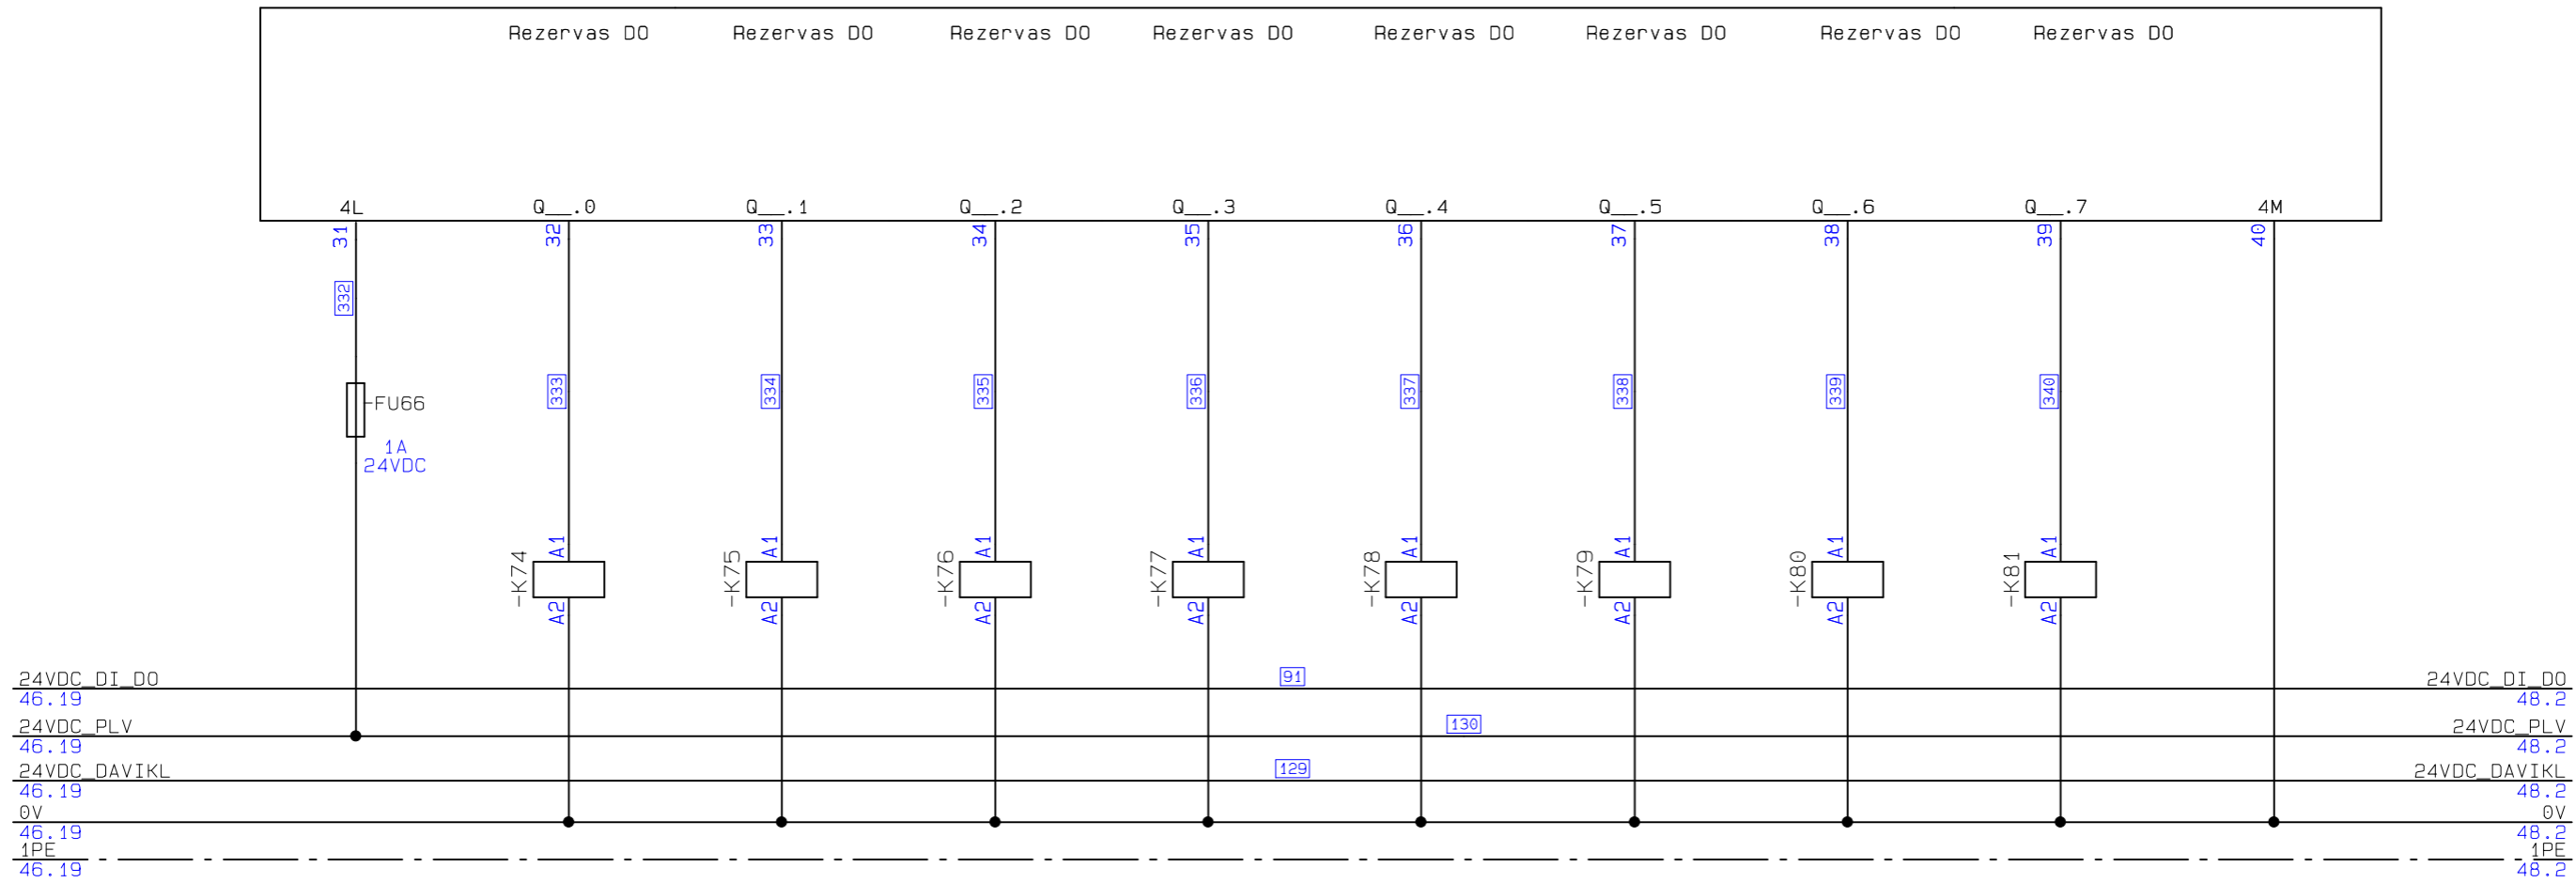 Rezervas DO Rezervas DO Rezervas DO Rezervas DO Rezervas DO Rezervas DO Rezervas DO Rezervas DO
4L Q__.0 Q__.1 Q__.2 Q__.3 Q__.4 Q__.5 Q__.6 Q__.7 4M
31 32 33 34 35 36 37 38 39 40
332
333 334 335 336 337 338 339 340
-FU66
1A
24VDC
A1 A1 A1 A1 A1 A1 A1 A1
-K74 -K75 -K76 -K77 -K78 -K79 -K80 -K81
A2 A2 A2 A2 A2 A2 A2 A2
24VDC_DI_DO 91 24VDC_DI_DO
46.19 48.2
24VDC_PLV 130 24VDC_PLV
46.19 48.2
24VDC_DAVIKL 129 24VDC_DAVIKL
46.19 48.2
0V 0V
46.19 48.2
1PE 1PE
46.19 48.2